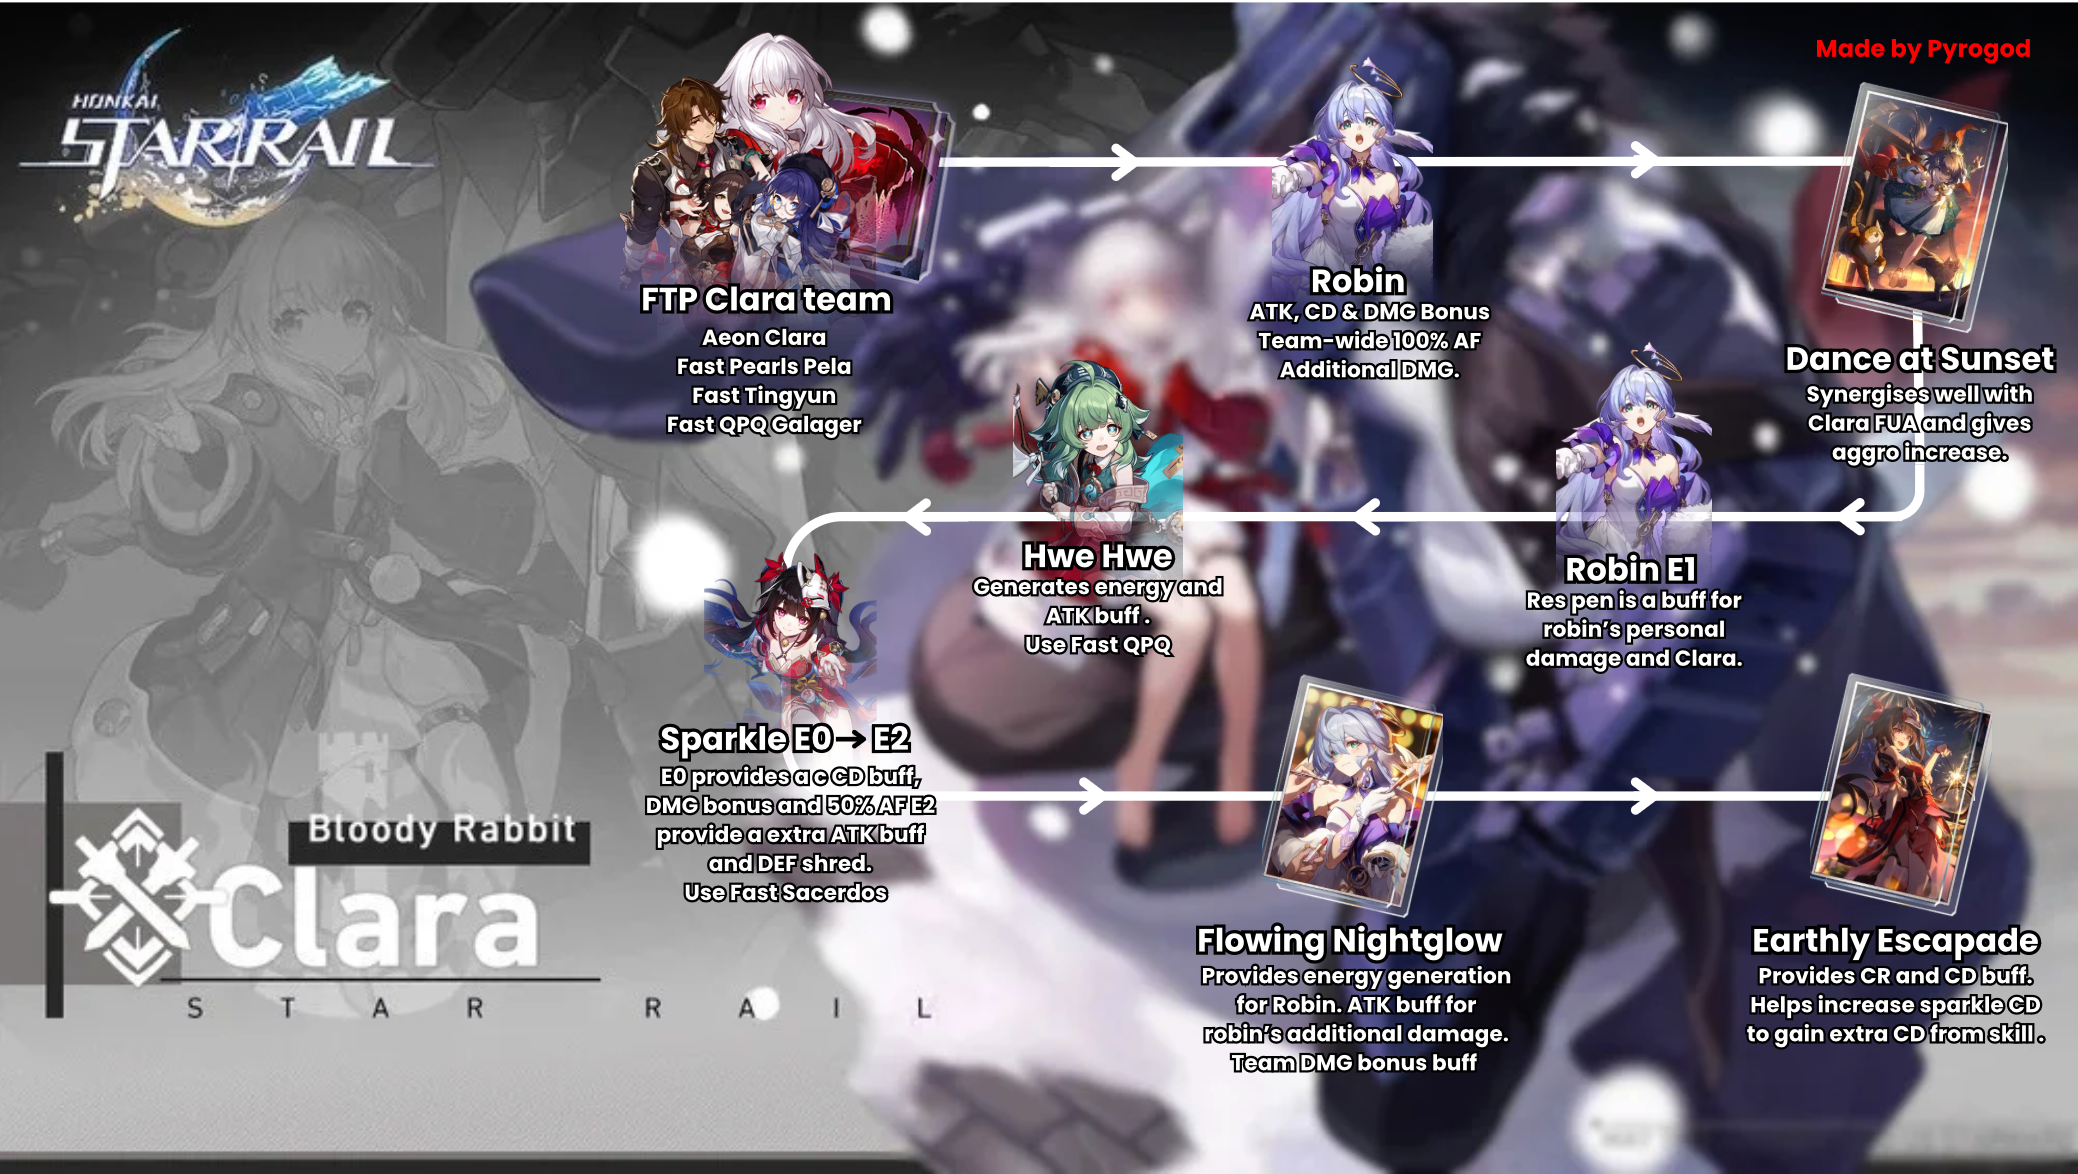 HONKAI
STAR RAIL
Made by Pyrogod
FTP Clara team
Aeon Clara
Fast Pearls Pela
Fast Tingyun
Fast QPQ Galager
Robin
ATK, CD & DMG Bonus
Team-wide 100% AF
Additional DMG.
Dance at Sunset
Synergises well with
Clara FUA and gives
aggro increase.
Robin E1
Res pen is a buff for
robin's personal
damage and Clara.
Hwe Hwe
Generates energy and
ATK buff .
Use Fast QPQ
Sparkle E0→ E2
E0 provides a c CD buff,
DMG bonus and 50% AF E2
provide a extra ATK buff
and DEF shred.
Use Fast Sacerdos
Flowing Nightglow
Provides energy generation
for Robin. ATK buff for
robin's additional damage.
Team DMG bonus buff
Earthly Escapade
Provides CR and CD buff.
Helps increase sparkle CD
to gain extra CD from skill .
Bloody Rabbit
Clara
STAR RAIL